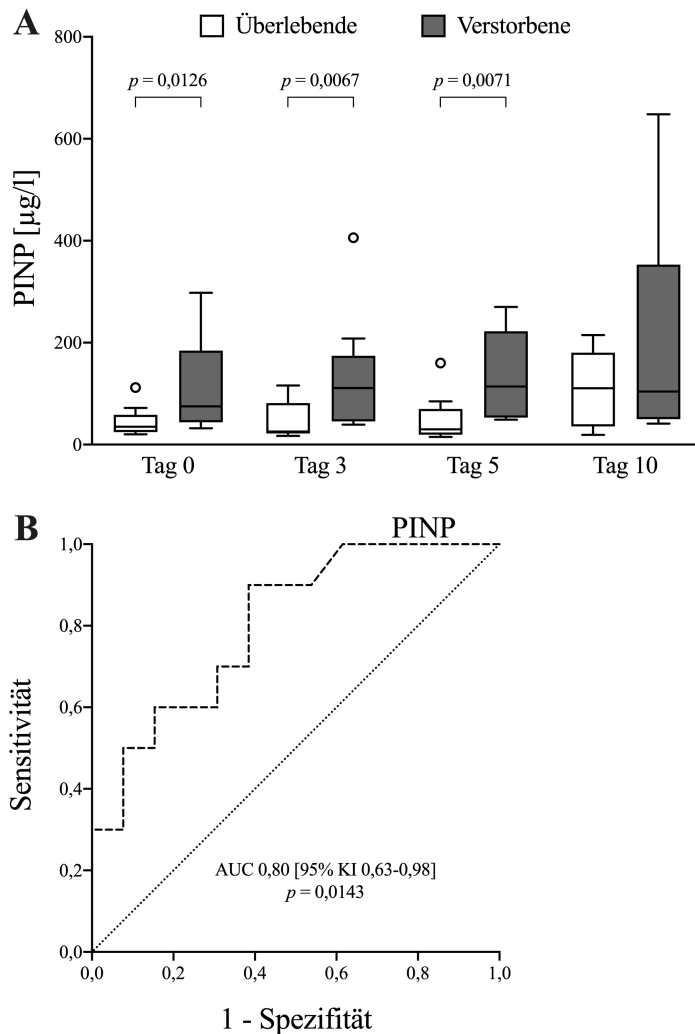 A
Überlebende Verstorbene
p = 0,0126 p = 0,0067 p = 0,0071
PINP [µg/l]
800
600
400
200
0
Tag 0 Tag 3 Tag 5 Tag 10
B
PINP
Sensitivität
1,0
0,8
0,6
0,4
0,2
0,0
AUC 0,80 [95% KI 0,63-0,98]
p = 0,0143
0,0 0,2 0,4 0,6 0,8 1,0
1 - Spezifität